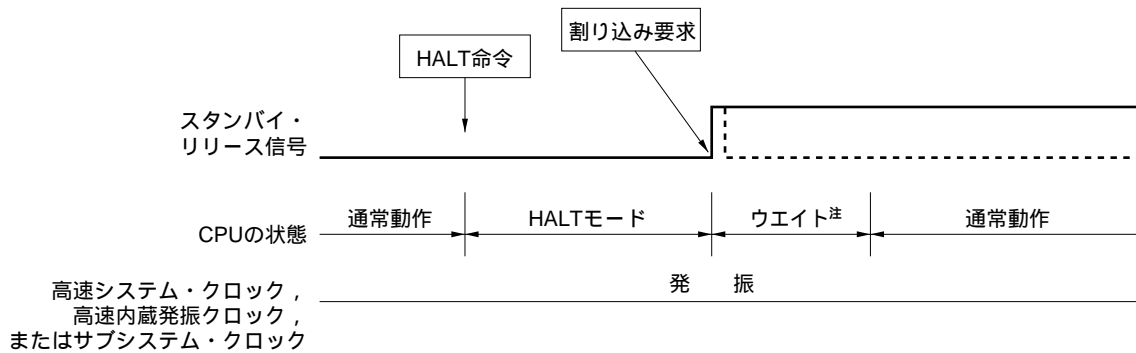 割り込み要求
HALT命令
スタンバイ・
リリース信号
CPUの状態
通常動作
HALTモード
ウエイト注
通常動作
高速システム・クロック，
高速内蔵発振クロック，
またはサブシステム・クロック
発　振